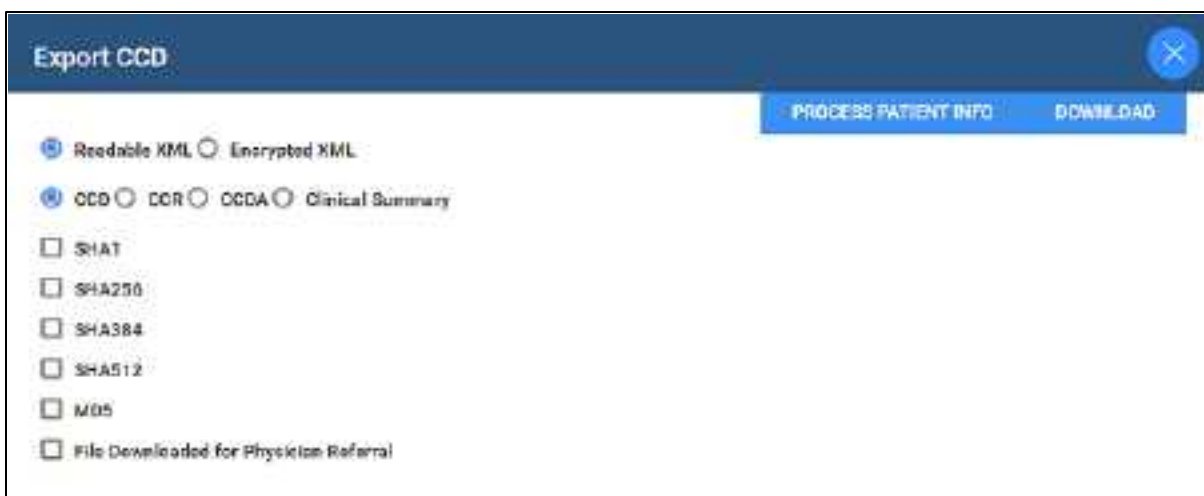 Export CCD
PROCESS PATIENT INFO DOWNLOAD
Readable XML Encrypted XML
CCD CCR CCDA Clinical Summary
SHA1
SHA256
SHA384
SHA512
MD5
File Downloaded for Physician Referral